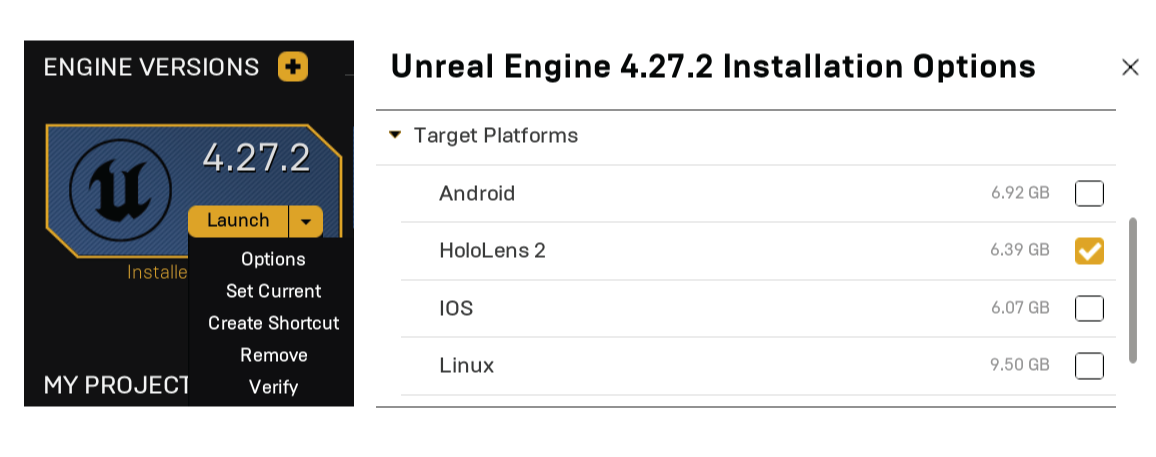 ENGINE VERSIONS
4.27.2
Launch
Options
Set Current
Create Shortcut
Remove
Verify
Installe
MY PROJECT
Unreal Engine 4.27.2 Installation Options
Target Platforms
Android 6.92 GB
HoloLens 2 6.39 GB
IOS 6.07 GB
Linux 9.50 GB